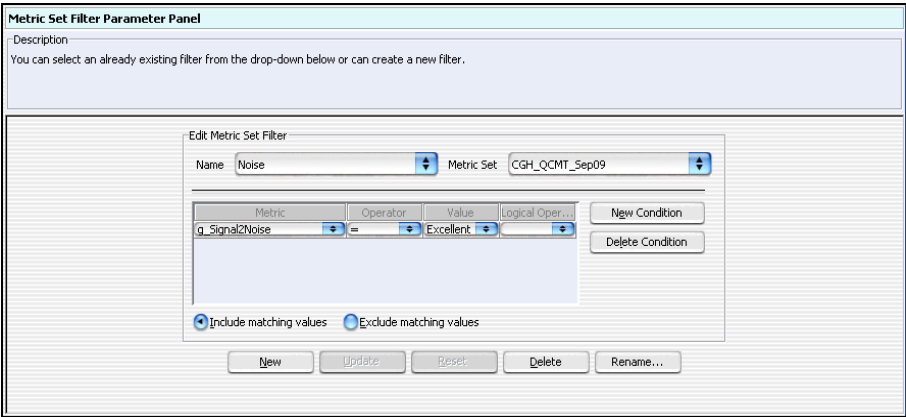 Metric Set Filter Parameter Panel
Description
You can select an already existing filter from the drop-down below or can create a new filter.
Edit Metric Set Filter
Name Noise Metric Set CGH_QCMT_Sep09
Metric Operator Value Logical Oper... New Condition
g_Signal2Noise = Excellent
Delete Condition
Include matching values Exclude matching values
New Update Reset Delete Rename...